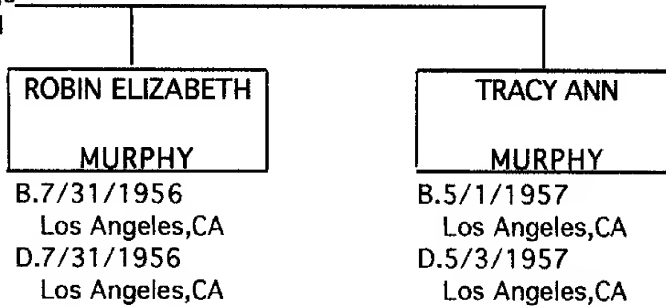 ROBIN ELIZABETH
MURPHY
B.7/31/1956
Los Angeles,CA
D.7/31/1956
Los Angeles,CA
TRACY ANN
MURPHY
B.5/1/1957
Los Angeles,CA
D.5/3/1957
Los Angeles,CA